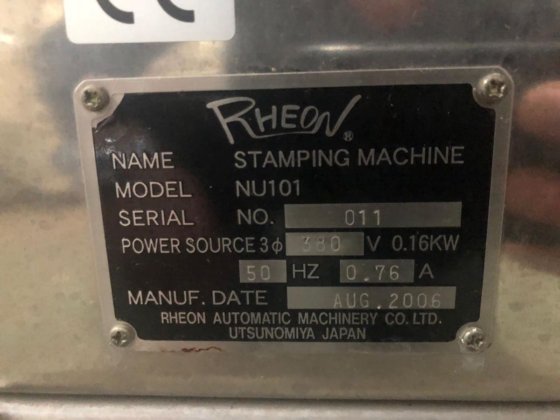 CE
RHEON®
NAME STAMPING MACHINE
MODEL NU101
SERIAL NO. 011
POWER SOURCE 3φ 380 V 0.16KW
50 HZ 0.76 A
MANUF. DATE AUG.2006
RHEON AUTOMATIC MACHINERY CO. LTD.
UTSUNOMIYA JAPAN